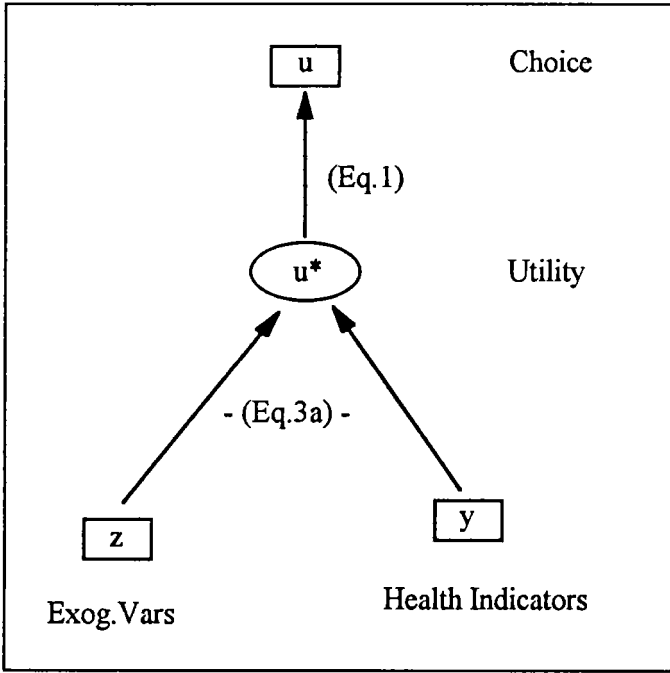 u Choice
(Eq.1)
u* Utility
- (Eq.3a) -
z y
Exog.Vars Health Indicators